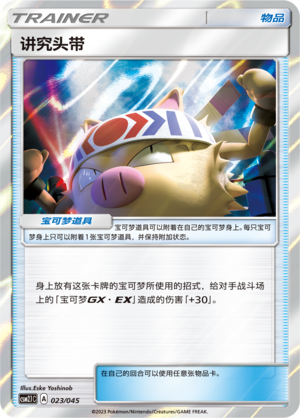 TRAINER
物品
讲究头带
宝可梦道具
宝可梦道具可以附着在自己的宝可梦身上。每只宝可
梦身上只可以附着1张宝可梦道具,并保持附加状态。
身上放有这张卡牌的宝可梦所使用的招式,给对手战斗场
上的「宝可梦GX・EX」造成的伤害「+30」。
Illus.Eske Yoshinob
在自己的回合可以使用任意张物品卡。
A 023/045
©2023 Pokémon/Nintendo/Creatures/GAME FREAK.